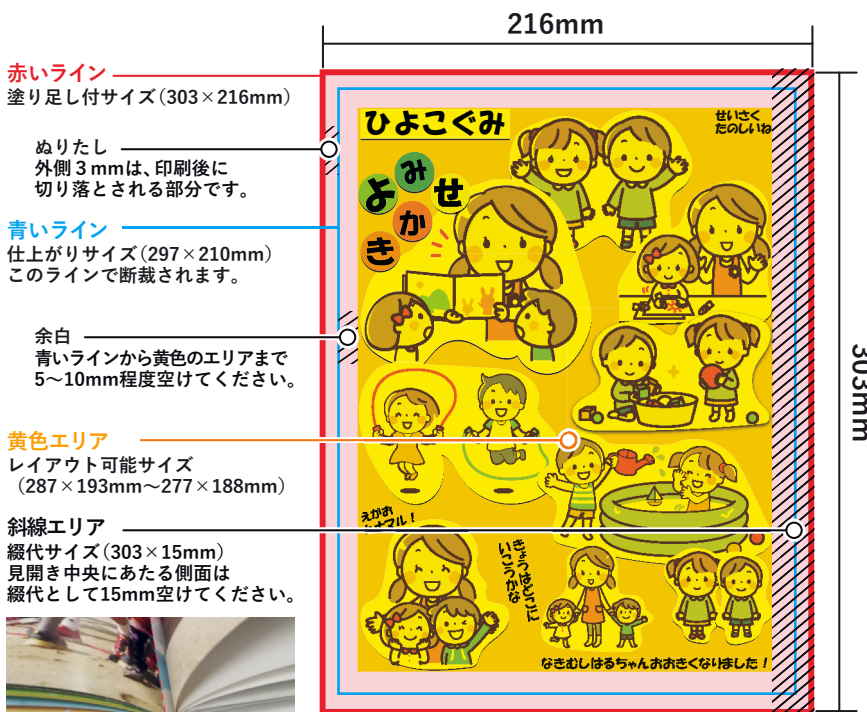 216mm
赤いライン
塗り足し付サイズ(303×216mm)
ぬりたし
外側3mmは、印刷後に
切り落とされる部分です。
青いライン
仕上がりサイズ(297×210mm)
このラインで断裁されます。
余白
青いラインから黄色のエリアまで
5〜10mm程度空けてください。
黄色エリア
レイアウト可能サイズ
(287×193mm〜277×188mm)
斜線エリア
綴代サイズ(303×15mm)
見開き中央にあたる側面は
綴代として15mm空けてください。
ひよこぐみ
せいさく
たのしいね
よみ
せ
かき
えがお
マル!
きょうはどこに
いこうかな
なきむしはるちゃんおおきくなりました!
303mm